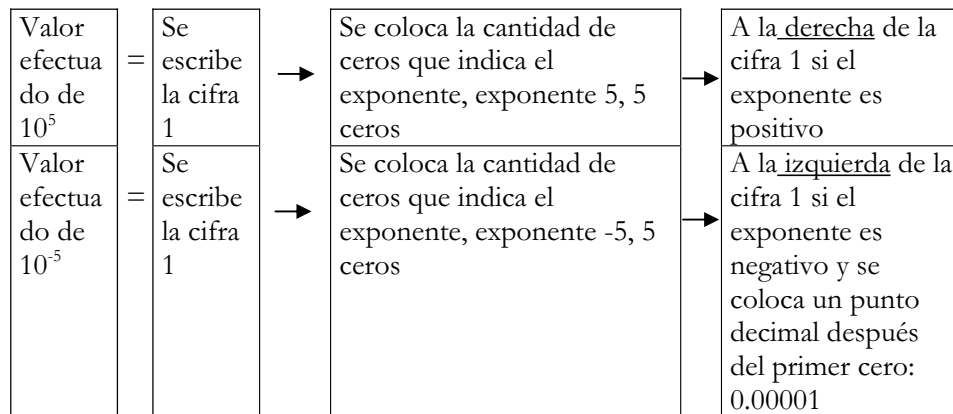 Valor
efectua
do de
10⁵
=
Se
escribe
la cifra
1
Se coloca la cantidad de
ceros que indica el
exponente, exponente 5, 5
ceros
A la derecha de la
cifra 1 si el
exponente es
positivo
Valor
efectua
do de
10⁻⁵
=
Se
escribe
la cifra
1
Se coloca la cantidad de
ceros que indica el
exponente, exponente -5, 5
ceros
A la izquierda de la
cifra 1 si el
exponente es
negativo y se
coloca un punto
decimal después
del primer cero:
0.00001